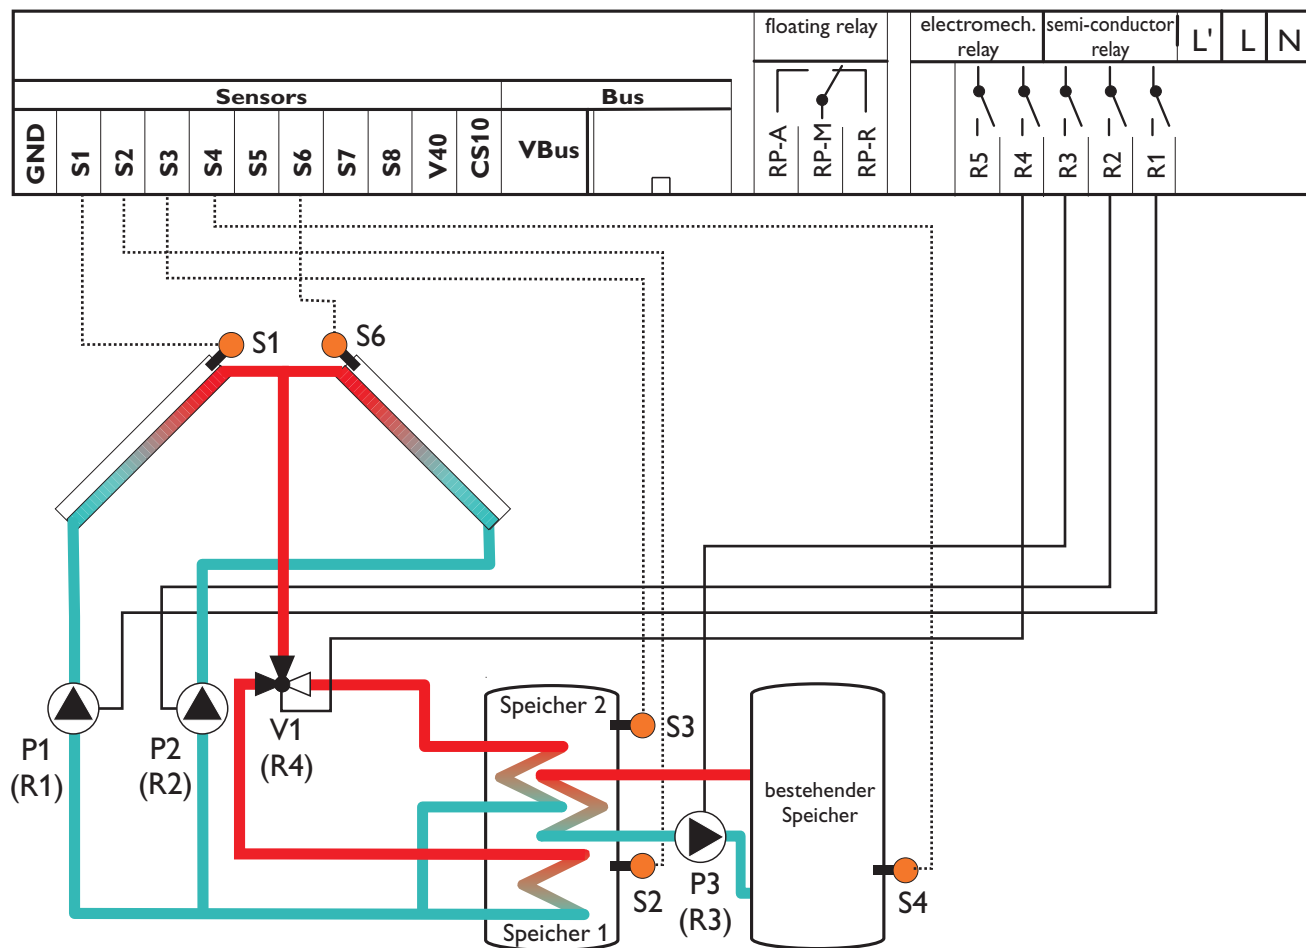 floating relay
electromech.
relay
semi-conductor
relay
L'
L
N
Sensors
Bus
GND
S1
S2
S3
S4
S5
S6
S7
S8
V40
CS10
VBus
RP-A
RP-M
RP-R
R5
R4
R3
R2
R1
S1
S6
P1
(R1)
P2
(R2)
V1
(R4)
Speicher 2
S3
bestehender
Speicher
S2
P3
(R3)
S4
Speicher 1